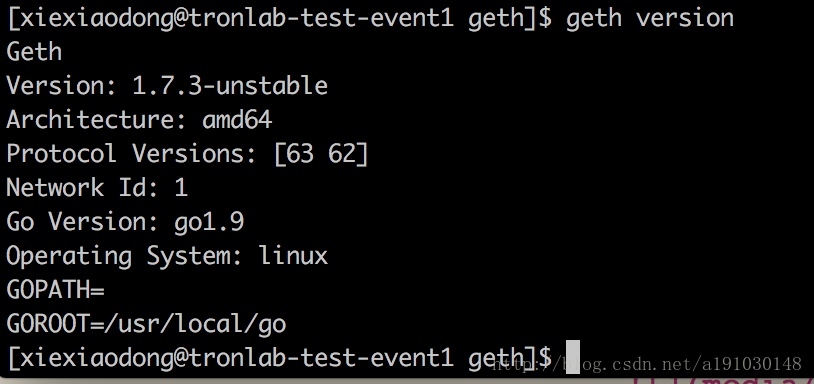 [xiexiaodong@tronlab-test-event1 geth]$ geth version
Geth
Version: 1.7.3-unstable
Architecture: amd64
Protocol Versions: [63 62]
Network Id: 1
Go Version: go1.9
Operating System: linux
GOPATH=
GOROOT=/usr/local/go
[xiexiaodong@tronlab-test-event1 geth]$
http://blog.csdn.net/a191030148